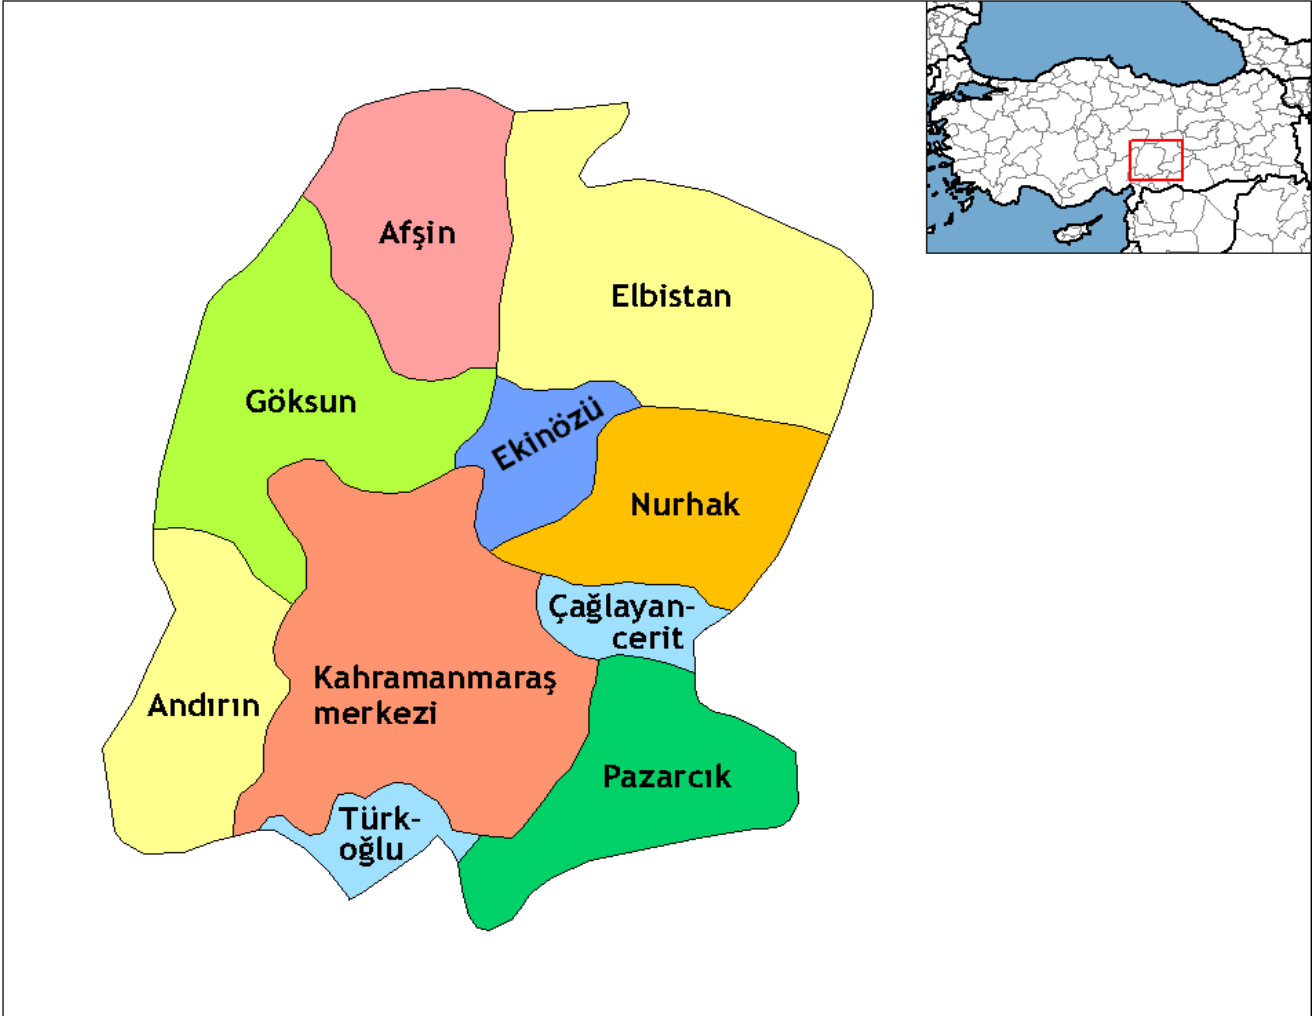 Afşin
Elbistan
Göksun
Ekinözü
Nurhak
Çağlayan-
cerit
Kahramanmaraş
merkezi
Andırın
Pazarcık
Türk-
oğlu